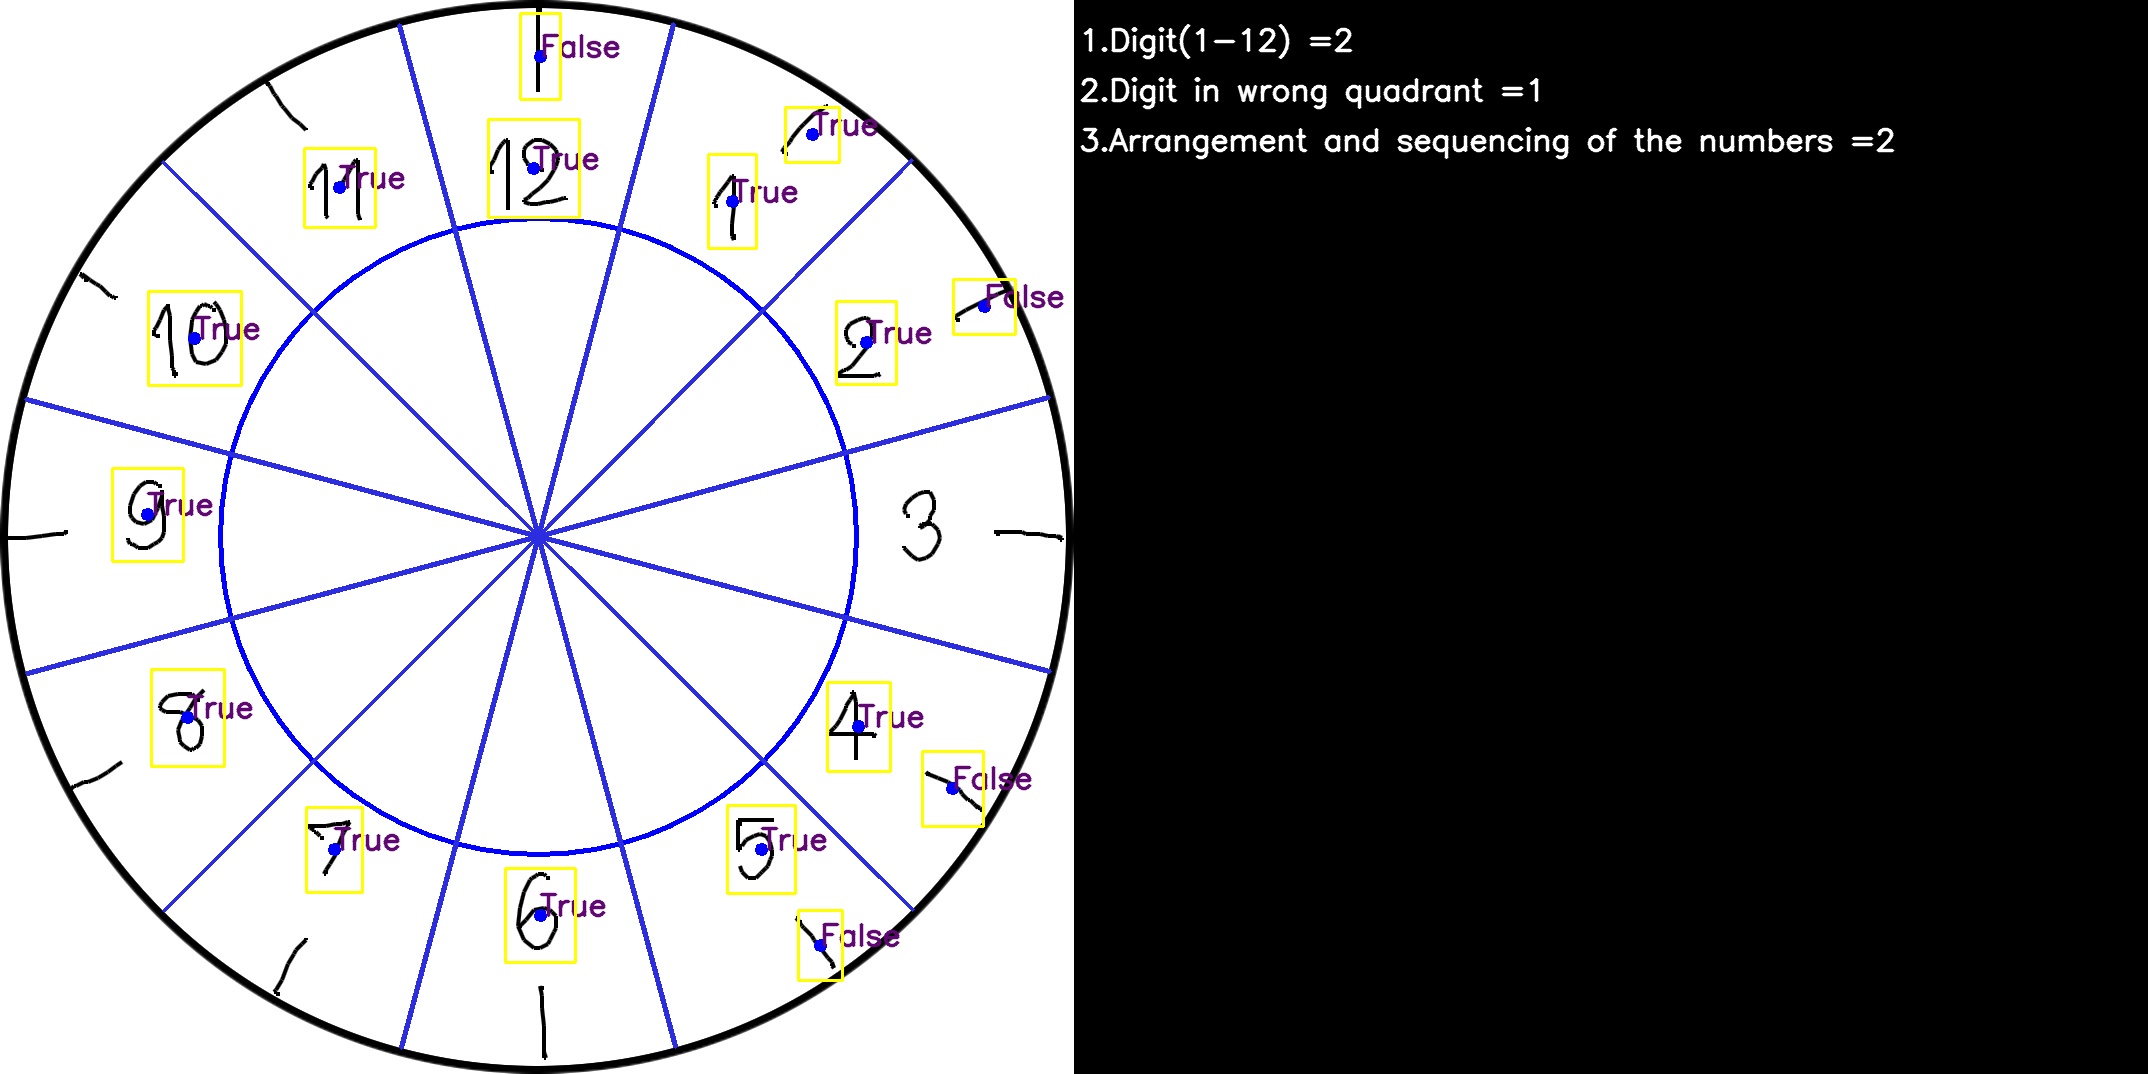 False
12 True
True
1 True
11 True
False
2 True
10 True
3
9 True
4 True
8 True
False
5 True
7 True
6 True
False
1.Digit(1-12) =2
2.Digit in wrong quadrant =1
3.Arrangement and sequencing of the numbers =2